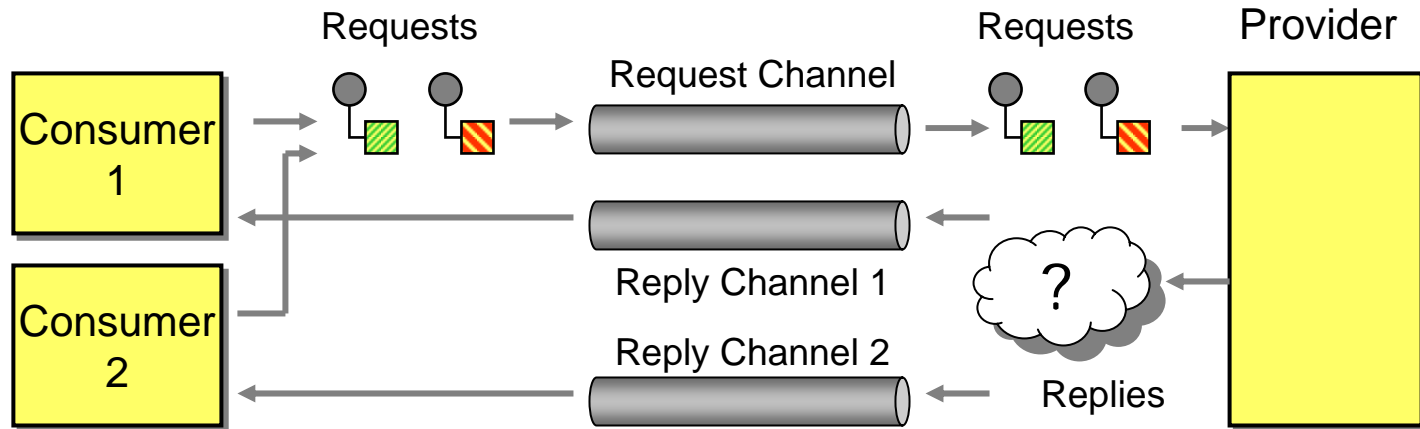 Requests
Requests
Provider
Request Channel
Consumer
1
Reply Channel 1
?
Consumer
2
Reply Channel 2
Replies